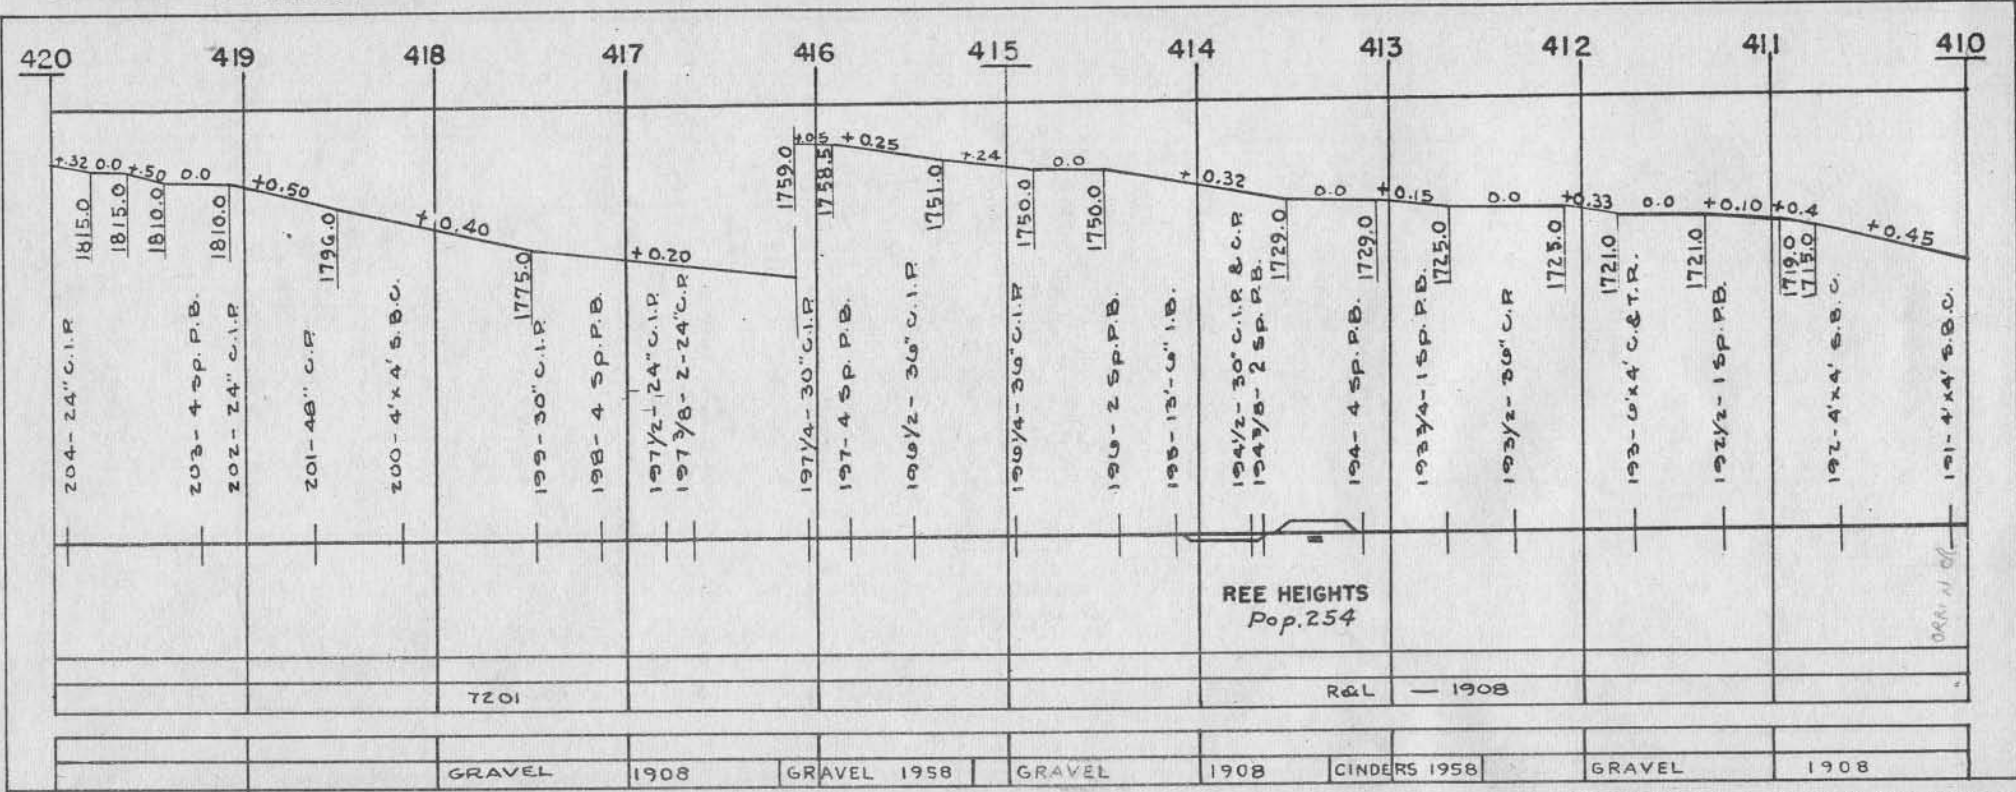 420 419 418 417 416 415 414 413 412 411 410
+.32 0.0 +.50 0.0 +0.50 +0.40 +0.20 +.05 +0.25 +.24 0.0 +0.32 0.0 +0.15 0.0 +0.33 0.0 +0.10 +0.4 +0.45
1815.0
1815.0
1810.0
1810.0
1796.0
1775.0
1759.0
1758.5
1751.0
1750.0
1750.0
1729.0
1729.0
1725.0
1725.0
1721.0
1721.0
1719.0
1715.0
204-24" C.I.P.
203-4 Sp. P.B.
202-24" C.I.P.
201-48" C.P.
200-4'x4' S.B.C.
199-30" C.I.P.
198-4 Sp. P.B.
197 1/2-24" C.I.P.
197 3/8-2-24" C.P.
197 1/4-30" C.I.P.
197-4 Sp. P.B.
196 1/2-36" C.I.P.
196 1/4-36" C.I.P.
196-2 Sp. P.B.
195-13'-6" I.B.
194 1/2-30" C.I.P. & C.P.
194 3/8-2 Sp. P.B.
194-4 Sp. P.B.
193 3/4-1 Sp. P.B.
193 1/2-36" C.P.
193-6'x4' C.&T.R.
192 1/2-1 Sp. P.B.
192-4'x4' S.B.C.
191-4'x4' S.B.C.
REE HEIGHTS
Pop. 254
7201 R&L — 1908
GRAVEL 1908 GRAVEL 1958 GRAVEL 1908 CINDERS 1958 GRAVEL 1908